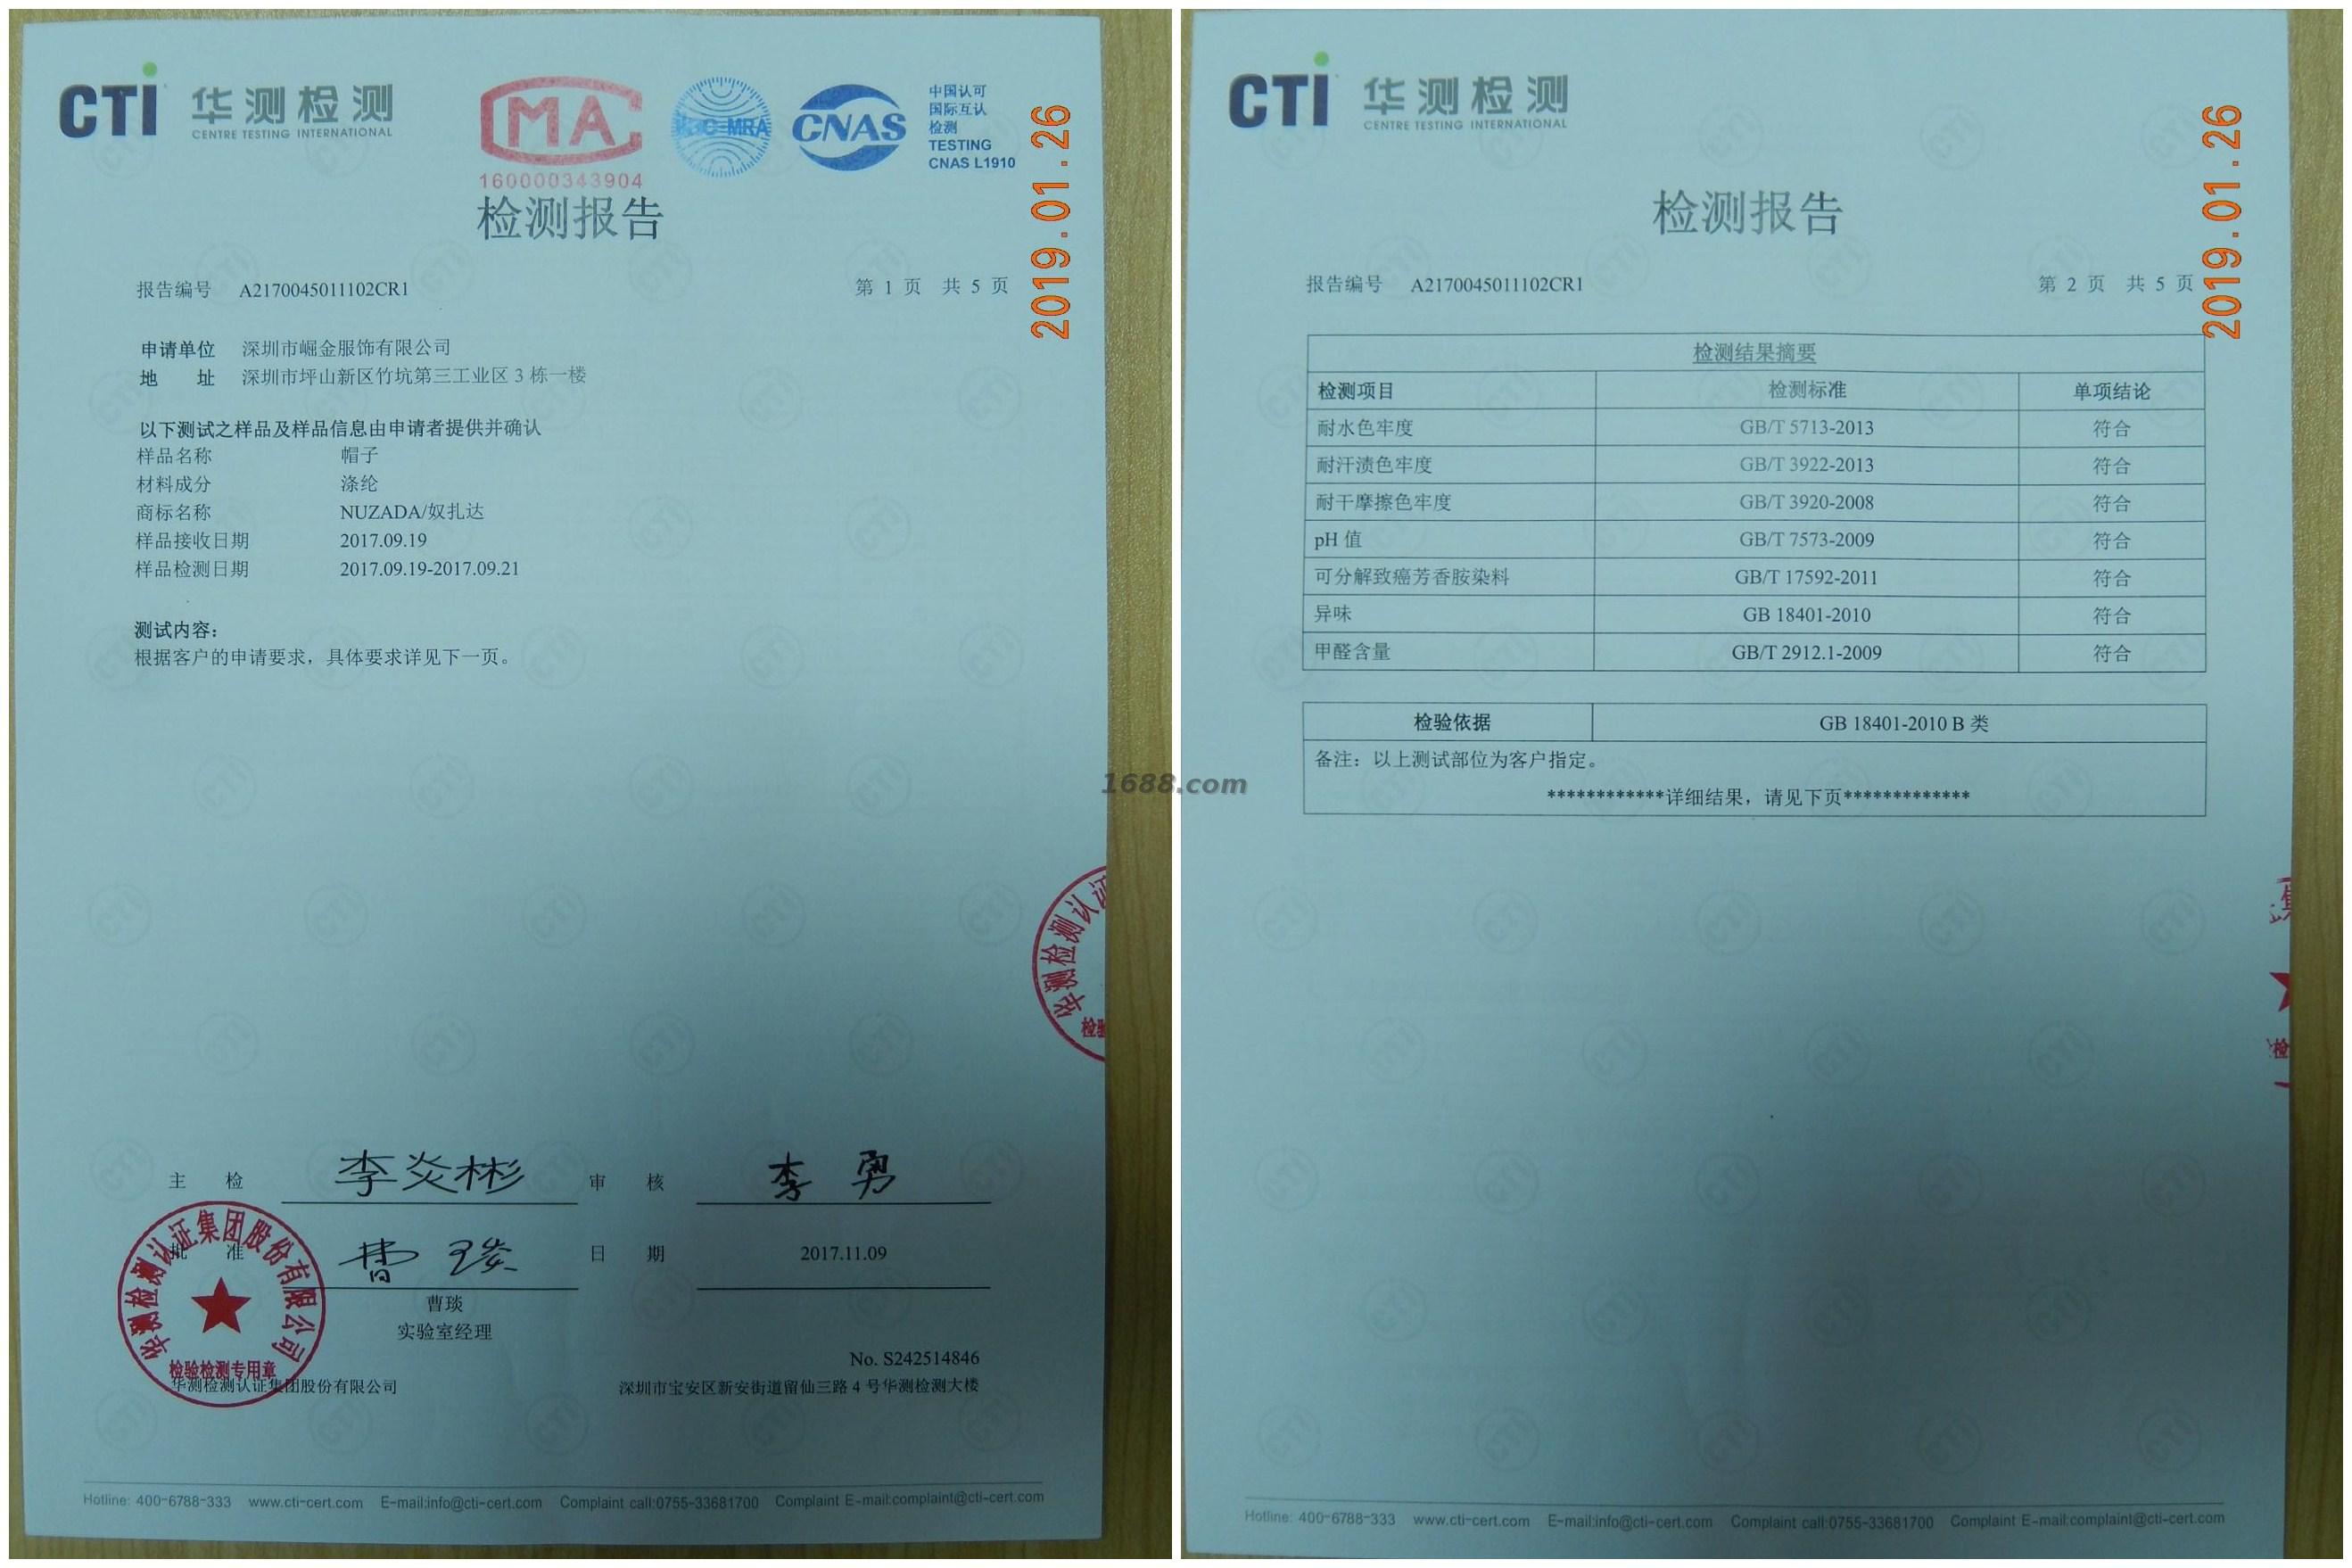 CTI 华测检测
CENTRE TESTING INTERNATIONAL
MA
160000343904
ilac-MRA
CNAS
中国认可
国际互认
检测
TESTING
CNAS L1910
2019.01.26
检测报告
报告编号 A2170045011102CR1
第 1 页 共 5 页
申请单位 深圳市崛金服饰有限公司
地 址 深圳市坪山新区竹坑第三工业区 3 栋一楼
以下测试之样品及样品信息由申请者提供并确认
样品名称 帽子
材料成分 涤纶
商标名称 NUZADA/奴扎达
样品接收日期 2017.09.19
样品检测日期 2017.09.19-2017.09.21
测试内容：
根据客户的申请要求，具体要求详见下一页。
华测检测认证
检验
主 检 李炎彬 审 核 李勇
批 准 曹琰 日 期 2017.11.09
曹琰
实验室经理
华测检测认证集团股份有限公司
检验检测专用章
No. S242514846
华测检测认证集团股份有限公司
深圳市宝安区新安街道留仙三路 4 号华测检测大楼
Hotline: 400-6788-333 www.cti-cert.com E-mail:info@cti-cert.com Complaint call:0755-33681700 Complaint E-mail:complaint@cti-cert.com
1688.com
CTI 华测检测
CENTRE TESTING INTERNATIONAL
2019.01.26
检测报告
报告编号 A2170045011102CR1
第 2 页 共 5 页
检测结果摘要
检测项目 检测标准 单项结论
耐水色牢度 GB/T 5713-2013 符合
耐汗渍色牢度 GB/T 3922-2013 符合
耐干摩擦色牢度 GB/T 3920-2008 符合
pH 值 GB/T 7573-2009 符合
可分解致癌芳香胺染料 GB/T 17592-2011 符合
异味 GB 18401-2010 符合
甲醛含量 GB/T 2912.1-2009 符合
检验依据 GB 18401-2010 B 类
备注：以上测试部位为客户指定。
************详细结果，请见下页*************
Hotline: 400-6788-333 www.cti-cert.com E-mail:info@cti-cert.com Complaint call:0755-33681700 Complaint E-mail:complaint@cti-cert.com